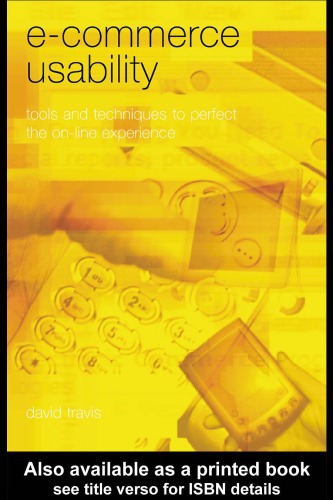 e-commerce
usability
tools and techniques to perfect
the on-line experience
david travis
Also available as a printed book
see title verso for ISBN details